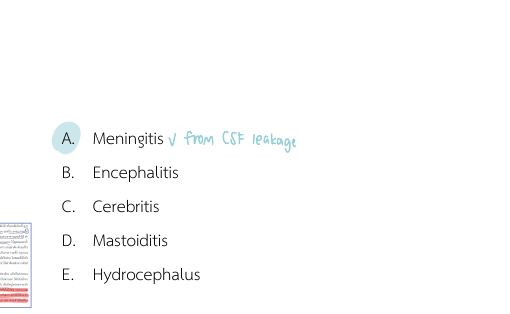 A. Meningitis ✓ from CSF leakage
B. Encephalitis
C. Cerebritis
D. Mastoiditis
E. Hydrocephalus